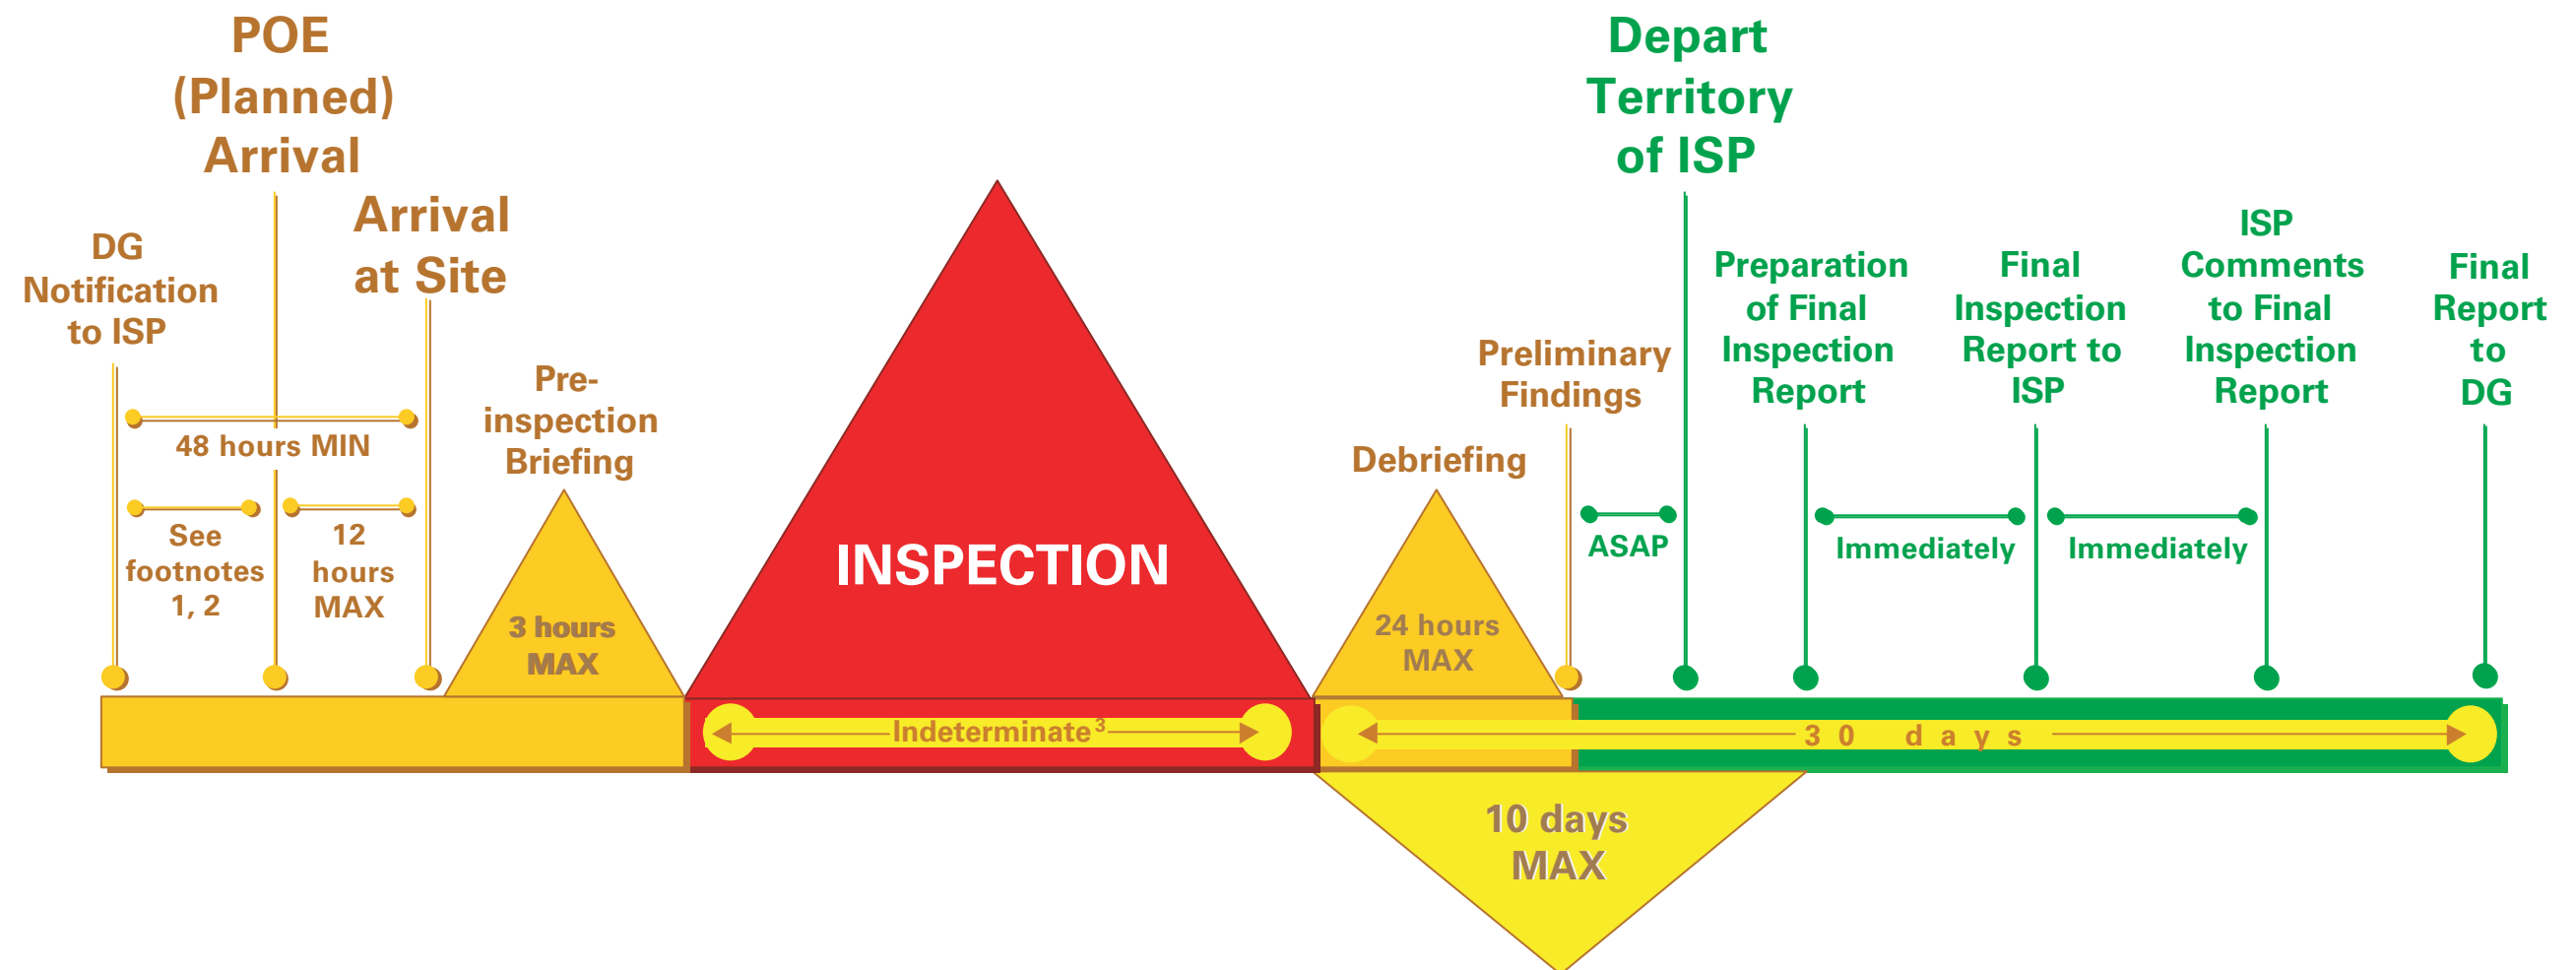 POE
(Planned)
Arrival
Arrival
at Site
DG
Notification
to ISP
48 hours MIN
See
footnotes
1, 2
12
hours
MAX
Pre-
inspection
Briefing
3 hours
MAX
INSPECTION
Indeterminate³
Debriefing
24 hours
MAX
Preliminary
Findings
ASAP
Depart
Territory
of ISP
Preparation
of Final
Inspection
Report
Immediately
Final
Inspection
Report to
ISP
Immediately
ISP
Comments
to Final
Inspection
Report
Final
Report
to
DG
30 days
10 days
MAX